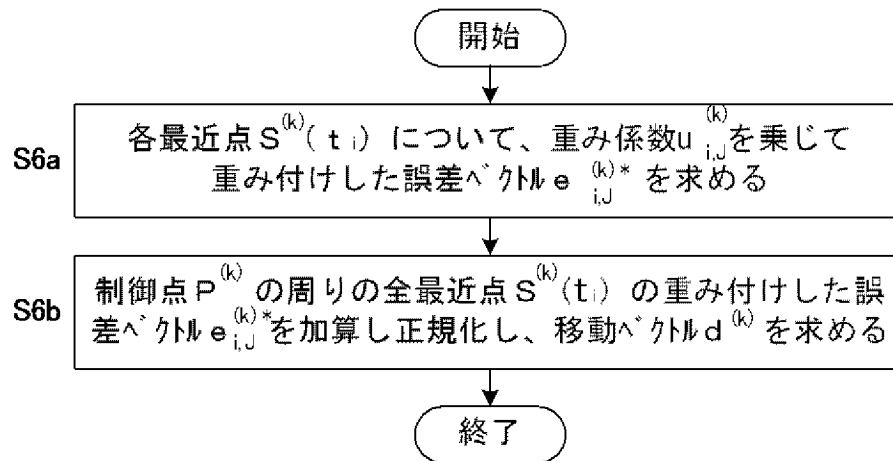 開始
S6a
各最近点S^(k)(ti) について、重み係数u_i,J^(k)を乗じて
重み付けした誤差ベクトルe_i,J^(k)*を求める
S6b
制御点P^(k)の周りの全最近点S^(k)(ti) の重み付けした誤
差ベクトルe_i,J^(k)*を加算し正規化し、移動ベクトルd^(k)を求める
終了